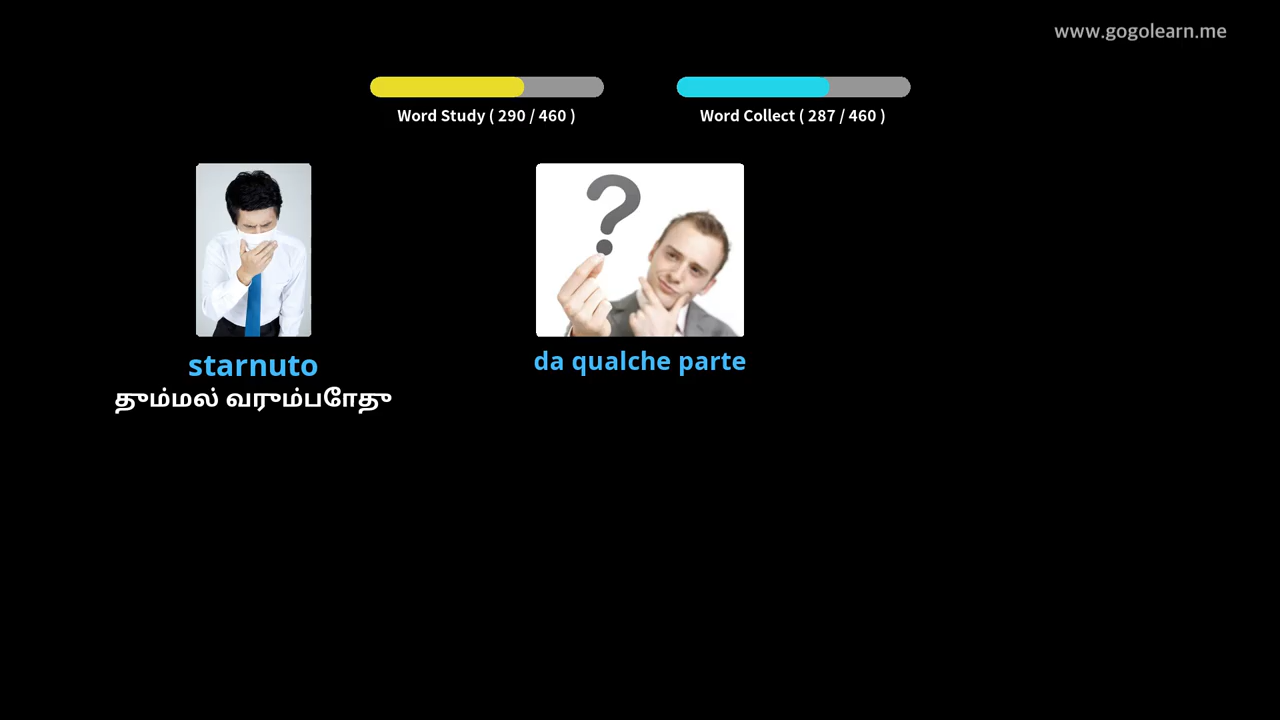 www.gogolearn.me
Word Study ( 290 / 460 )
Word Collect ( 287 / 460 )
starnuto
தும்மல் வரும்போது
da qualche parte